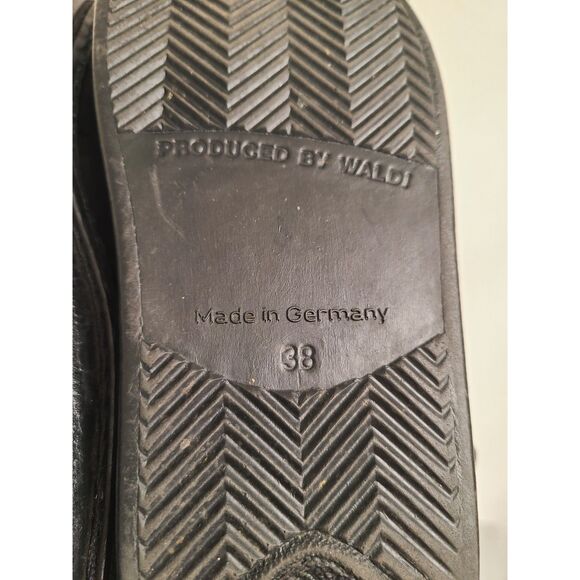 PRODUCED BY WALDI
Made in Germany
38